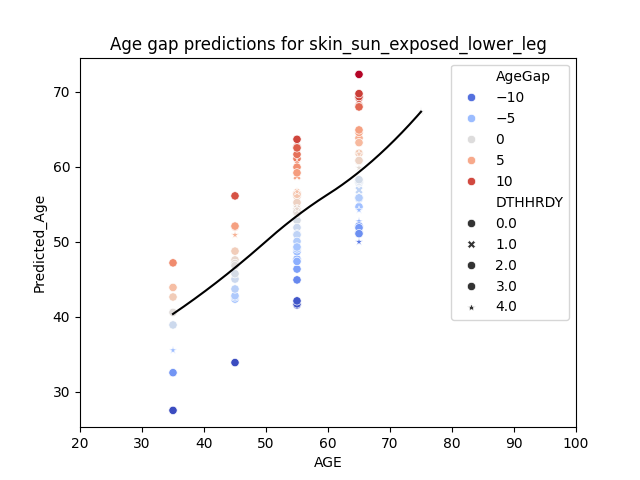 Age gap predictions for skin_sun_exposed_lower_leg
Predicted_Age
70
60
50
40
30
20 30 40 50 60 70 80 90 100
AGE
AgeGap
−10
−5
0
5
10
DTHHRDY
0.0
1.0
2.0
3.0
4.0